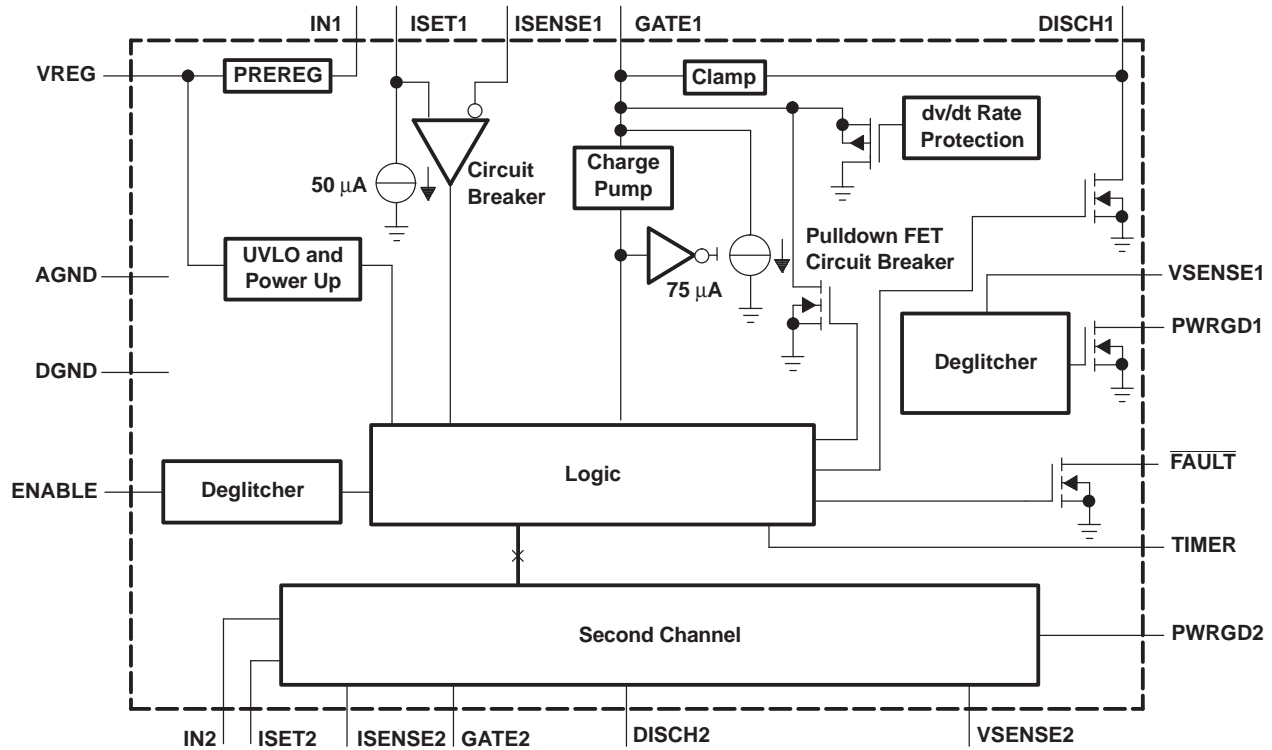 IN1
ISET1
ISENSE1
GATE1
DISCH1
VREG
PREREG
Clamp
dv/dt Rate
Protection
50 μA
Circuit
Breaker
Charge
Pump
UVLO and
Power Up
75 μA
Pulldown FET
Circuit Breaker
AGND
VSENSE1
PWRGD1
DGND
Deglitcher
FAULT
ENABLE
Deglitcher
Logic
TIMER
Second Channel
PWRGD2
IN2
ISET2
ISENSE2
GATE2
DISCH2
VSENSE2